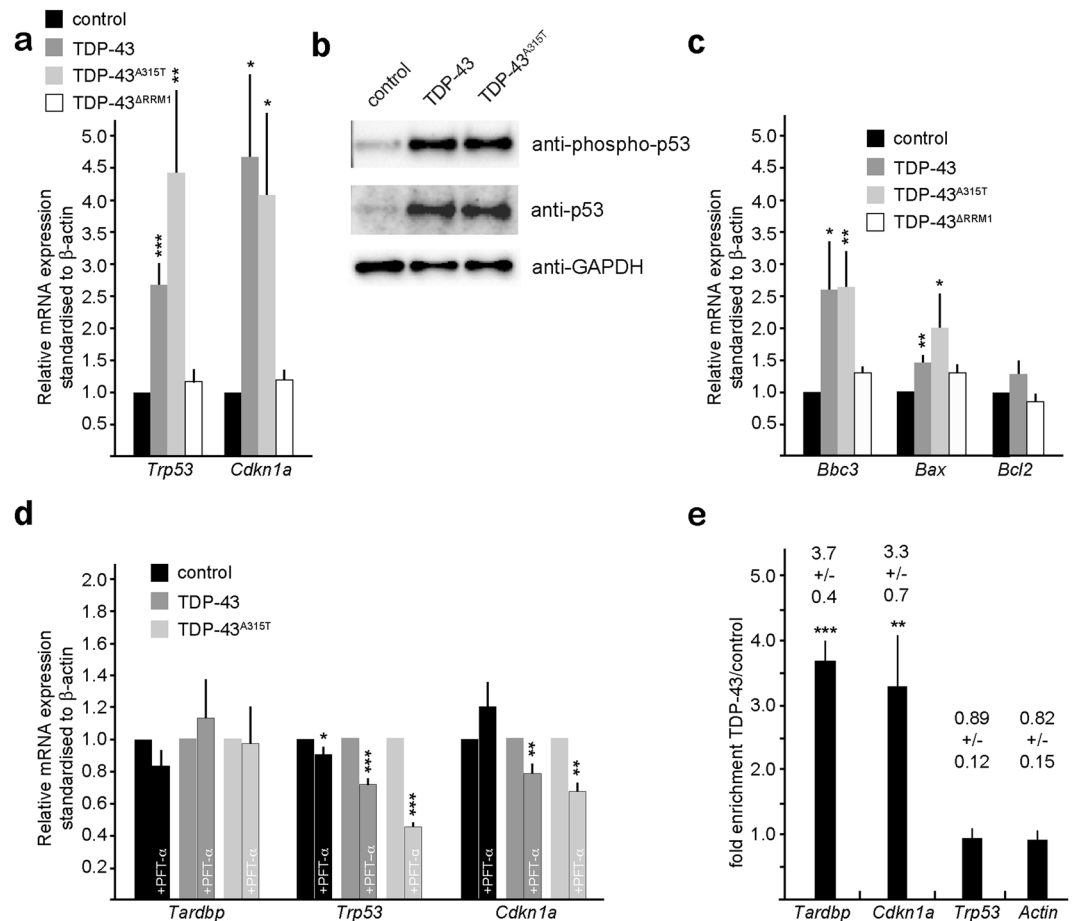 a
control
TDP-43
TDP-43A315T
TDP-43ΔRRM1
Relative mRNA expression
standardised to β-actin
5.0
4.5
4.0
3.5
3.0
2.5
2.0
1.5
1.0
0.5
***
**
*
*
Trp53
Cdkn1a
b
control
TDP-43
TDP-43A315T
anti-phospho-p53
anti-p53
anti-GAPDH
c
control
TDP-43
TDP-43A315T
TDP-43ΔRRM1
Relative mRNA expression
standardised to β-actin
5.0
4.5
4.0
3.5
3.0
2.5
2.0
1.5
1.0
0.5
*
**
**
*
Bbc3
Bax
Bcl2
d
control
TDP-43
TDP-43A315T
Relative mRNA expression
standardised to β-actin
2.0
1.8
1.6
1.4
1.2
1.0
0.8
0.6
0.4
0.2
*
***
***
**
**
+PFT-α
+PFT-α
+PFT-α
+PFT-α
+PFT-α
+PFT-α
+PFT-α
+PFT-α
+PFT-α
Tardbp
Trp53
Cdkn1a
e
fold enrichment TDP-43/control
5.0
4.0
3.0
2.0
1.0
3.7
+/-
0.4
***
3.3
+/-
0.7
**
0.89
+/-
0.12
0.82
+/-
0.15
Tardbp
Cdkn1a
Trp53
Actin